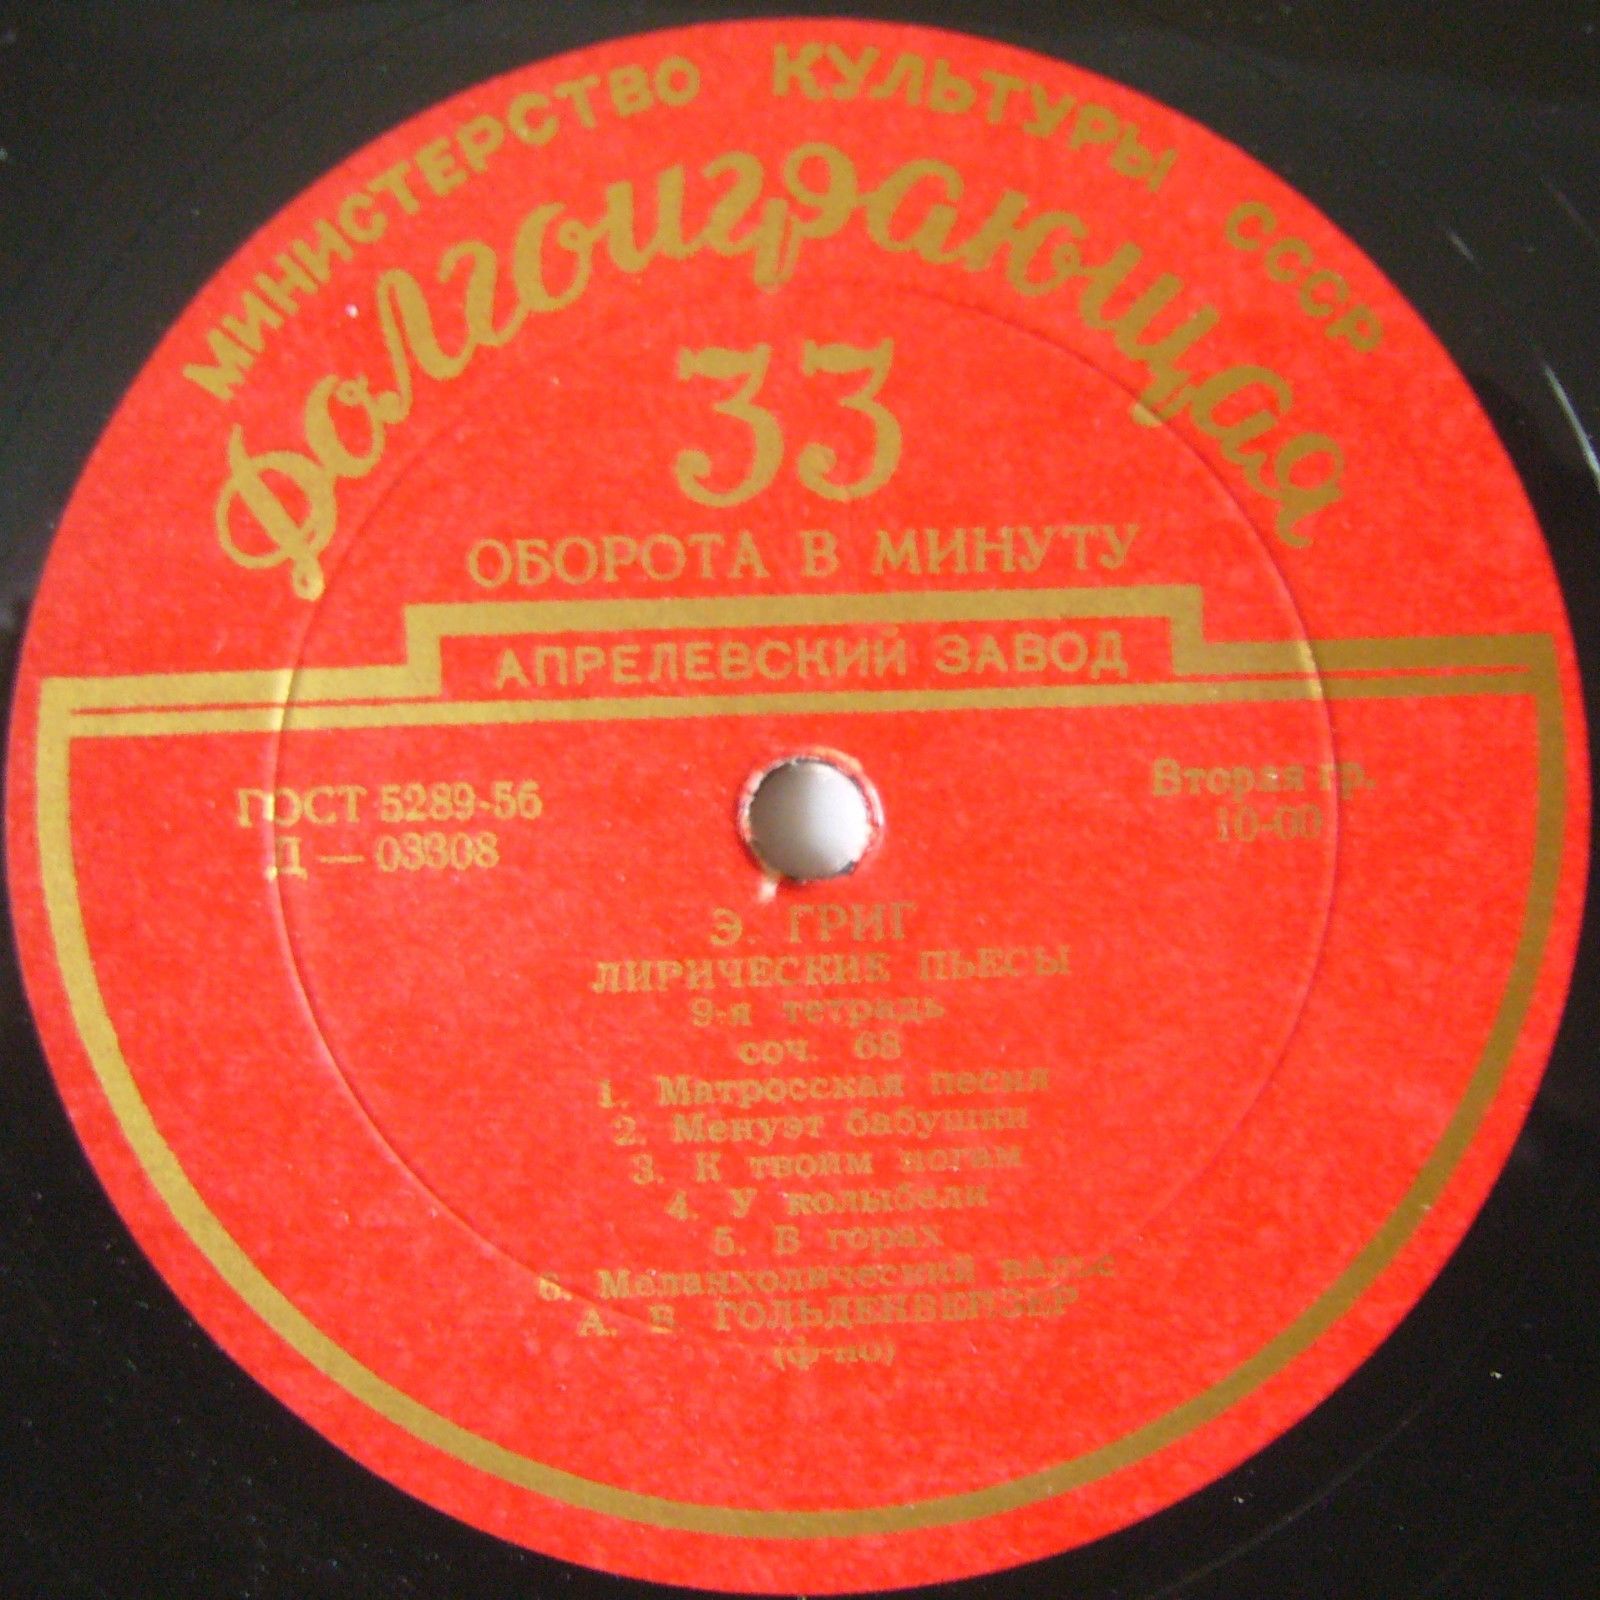 МИНИСТЕРСТВО КУЛЬТУРЫ СССР
Долгоиграющая
33
ОБОРОТА В МИНУТУ
АПРЕЛЕВСКИЙ ЗАВОД
ГОСТ 5289-56
Д — 03308
Вторая гр.
10-00
Э. ГРИГ
ЛИРИЧЕСКИЕ ПЬЕСЫ
9-я тетрадь
соч. 68
1. Матросская песня
2. Менуэт бабушки
3. К твоим ногам
4. У колыбели
5. В горах
6. Меланхолический вальс
А. Б. ГОЛЬДЕНВЕЙЗЕР
(ф-но)